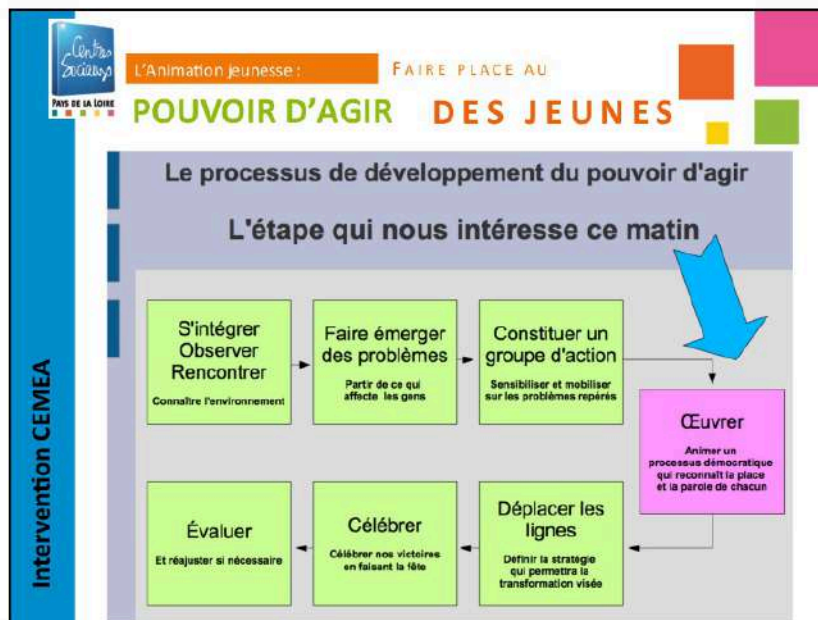 Centres
Sociaux
PAYS DE LA LOIRE
L'Animation jeunesse :
FAIRE PLACE AU
POUVOIR D'AGIR DES JEUNES
Le processus de développement du pouvoir d'agir
L'étape qui nous intéresse ce matin
S'intégrer
Observer
Rencontrer
Connaître l'environnement
Faire émerger
des problèmes
Partir de ce qui
affecte les gens
Constituer un
groupe d'action
Sensibiliser et mobiliser
sur les problèmes repérés
Œuvrer
Animer un
processus démocratique
qui reconnaît la place
et la parole de chacun
Déplacer les
lignes
Définir la stratégie
qui permettra la
transformation visée
Célébrer
Célébrer nos victoires
en faisant la fête
Évaluer
Et réajuster si nécessaire
Intervention CEMEA